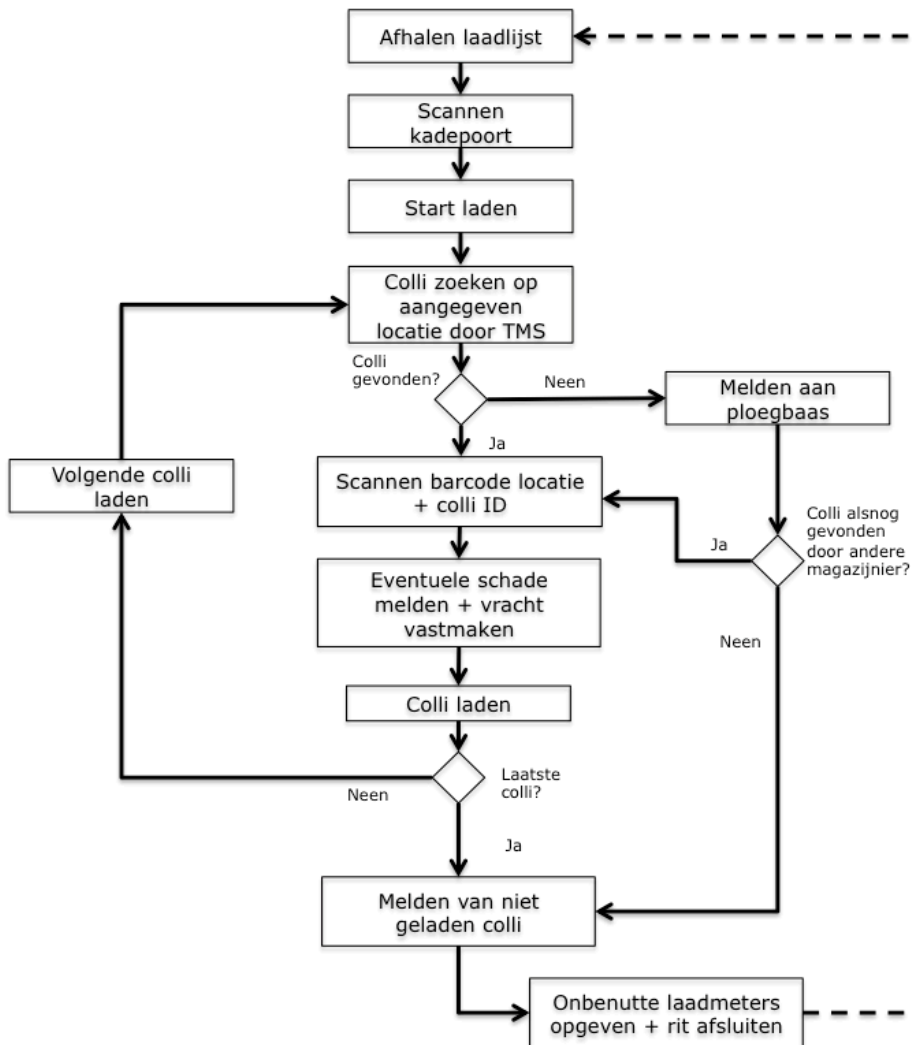 Afhalen laadlijst
Scannen
kadepoort
Start laden
Colli zoeken op
aangegeven
locatie door TMS
Colli
gevonden?
Neen
Melden aan
ploegbaas
Ja
Volgende colli
laden
Scannen barcode locatie
+ colli ID
Colli alsnog
gevonden
door andere
magazijnier?
Ja
Eventuele schade
melden + vracht
vastmaken
Neen
Colli laden
Laatste
colli?
Neen
Ja
Melden van niet
geladen colli
Onbenutte laadmeters
opgeven + rit afsluiten